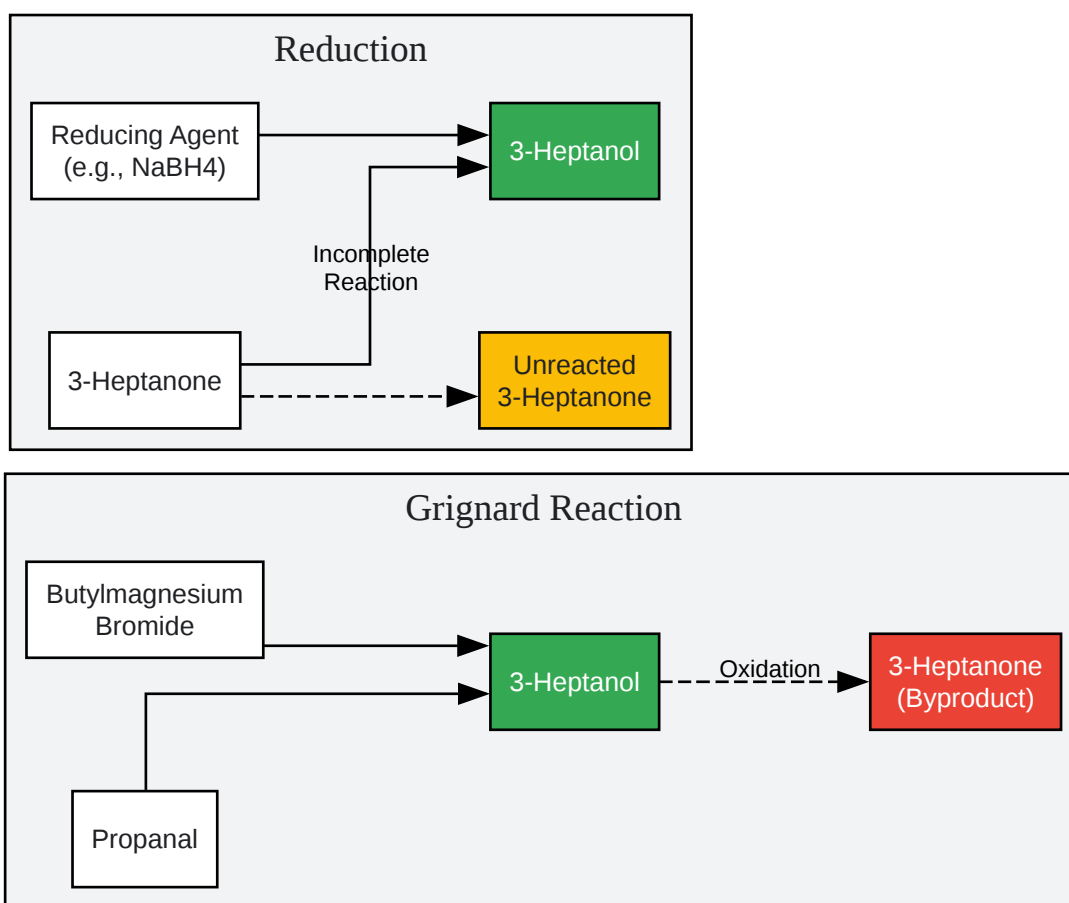 Reduction
Reducing Agent
(e.g., NaBH4)
3-Heptanol
Incomplete
Reaction
3-Heptanone
Unreacted
3-Heptanone
Grignard Reaction
Butylmagnesium
Bromide
3-Heptanol
Oxidation
3-Heptanone
(Byproduct)
Propanal